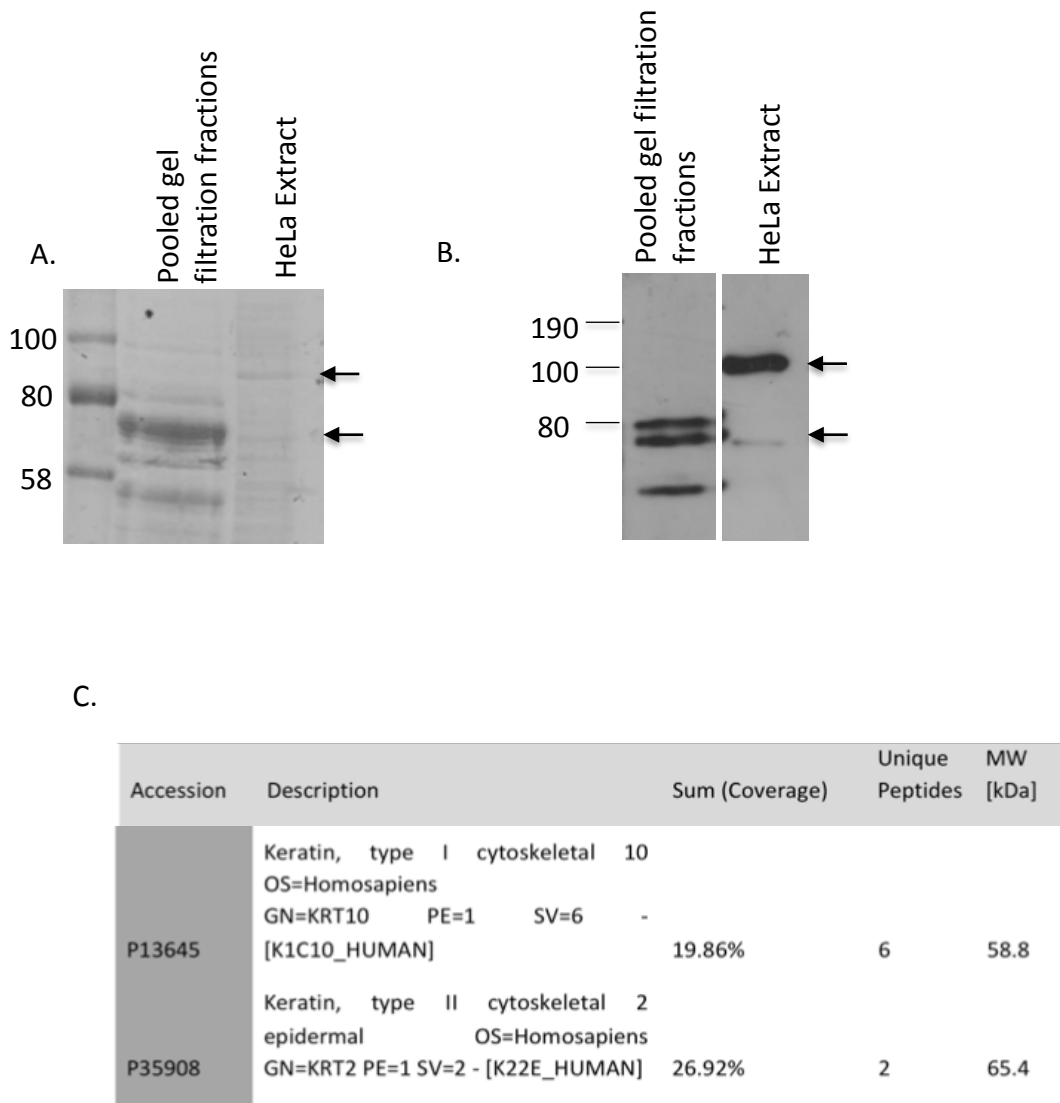 A.
Pooled gel
filtration fractions
HeLa Extract
100
80
58
B.
Pooled gel filtration
fractions
HeLa Extract
190
100
80
C.
Accession Description Sum (Coverage) Unique Peptides MW [kDa]
Keratin, type I cytoskeletal 10
OS=Homosapiens
GN=KRT10 PE=1 SV=6 -
P13645 [K1C10_HUMAN] 19.86% 6 58.8
Keratin, type II cytoskeletal 2
epidermal OS=Homosapiens
P35908 GN=KRT2 PE=1 SV=2 - [K22E_HUMAN] 26.92% 2 65.4